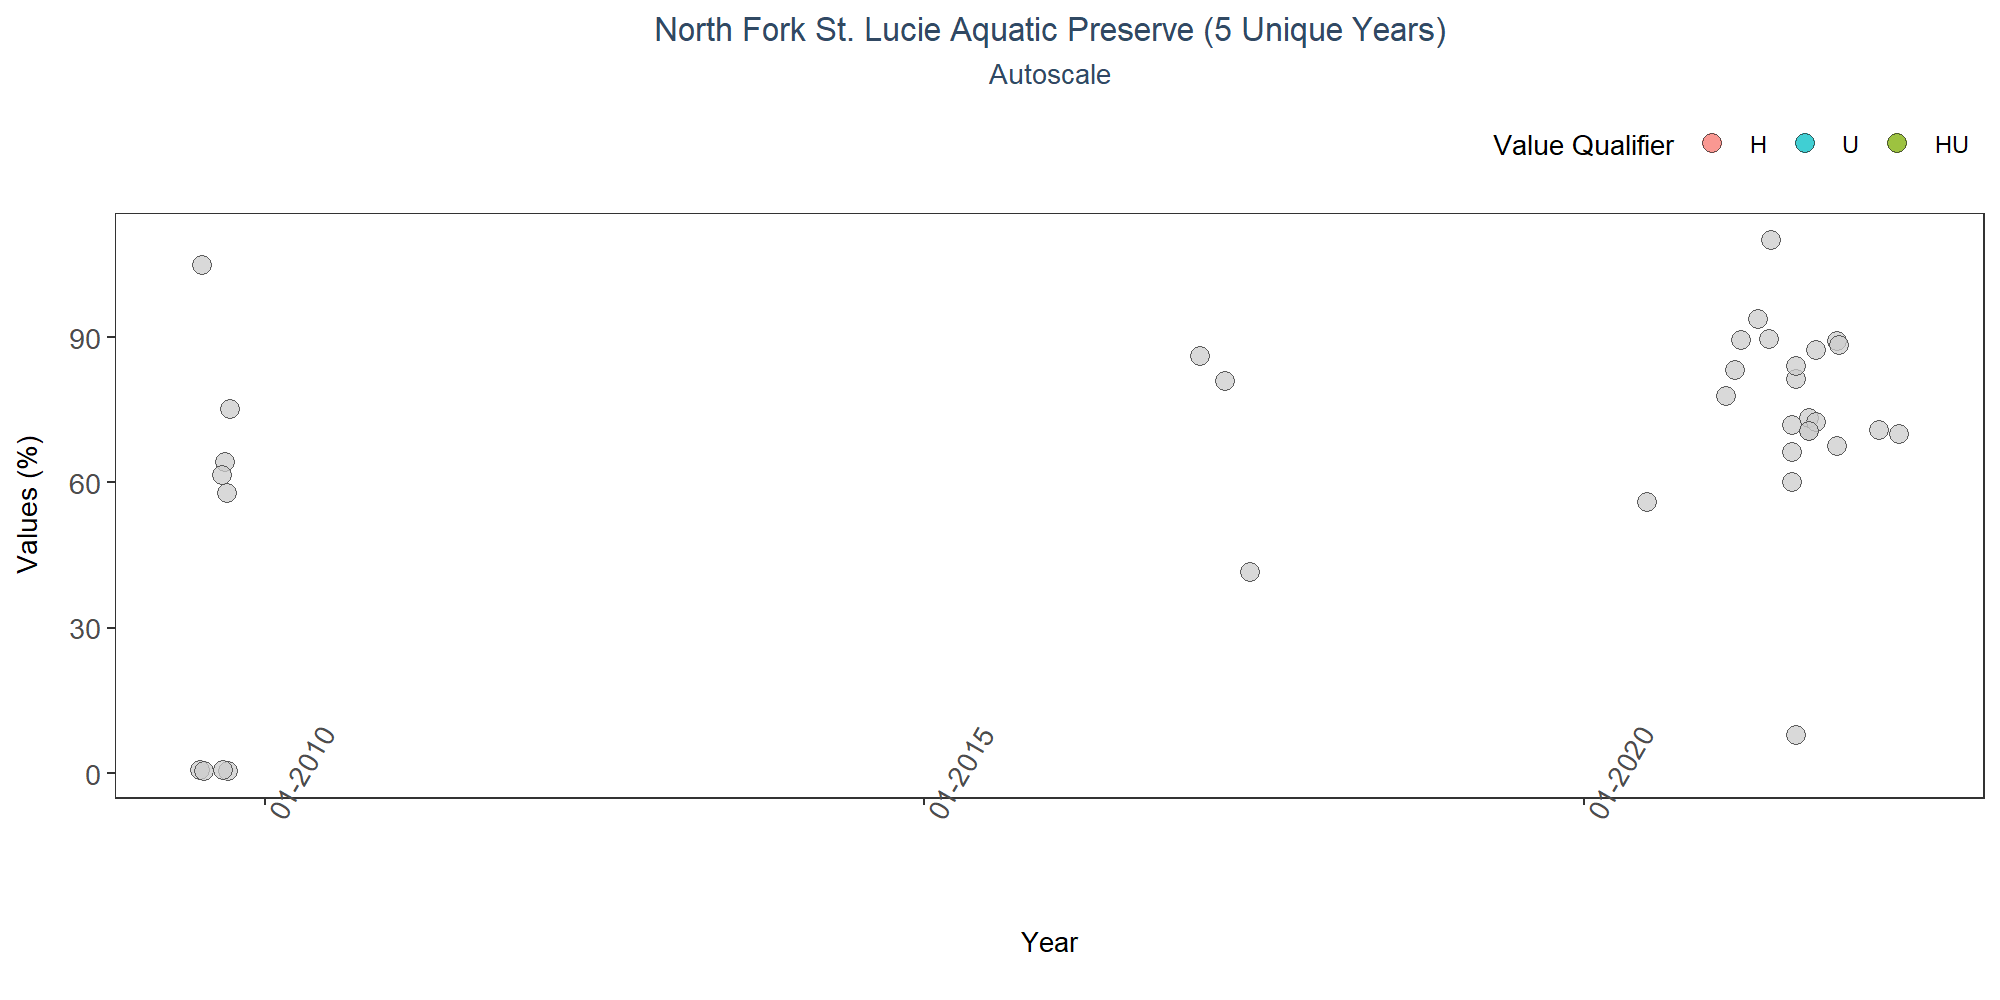 North Fork St. Lucie Aquatic Preserve (5 Unique Years)
Autoscale
Value Qualifier H U HU
90
60
30
0
Values (%)
01-2010 01-2015 01-2020
Year